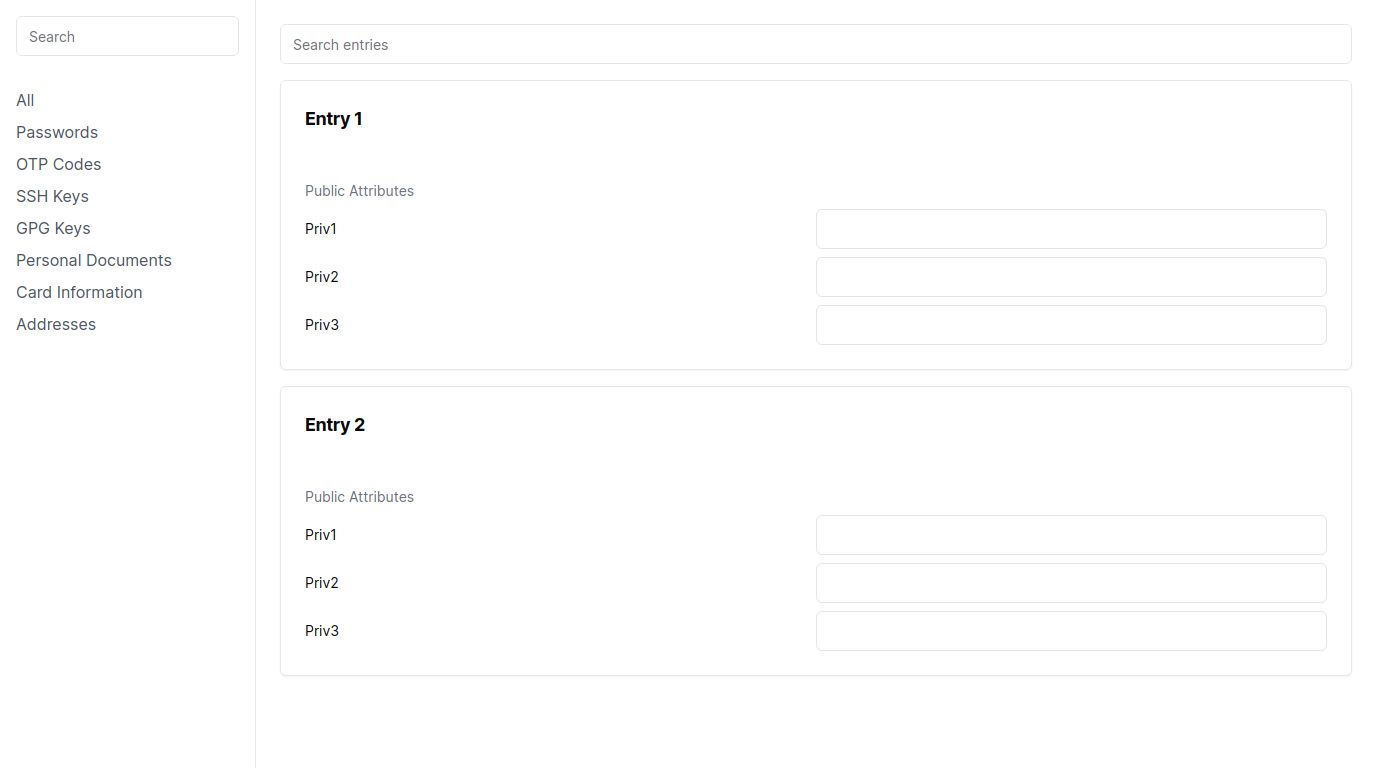 Search
All
Passwords
OTP Codes
SSH Keys
GPG Keys
Personal Documents
Card Information
Addresses
Search entries
Entry 1
Public Attributes
Priv1
Priv2
Priv3
Entry 2
Public Attributes
Priv1
Priv2
Priv3